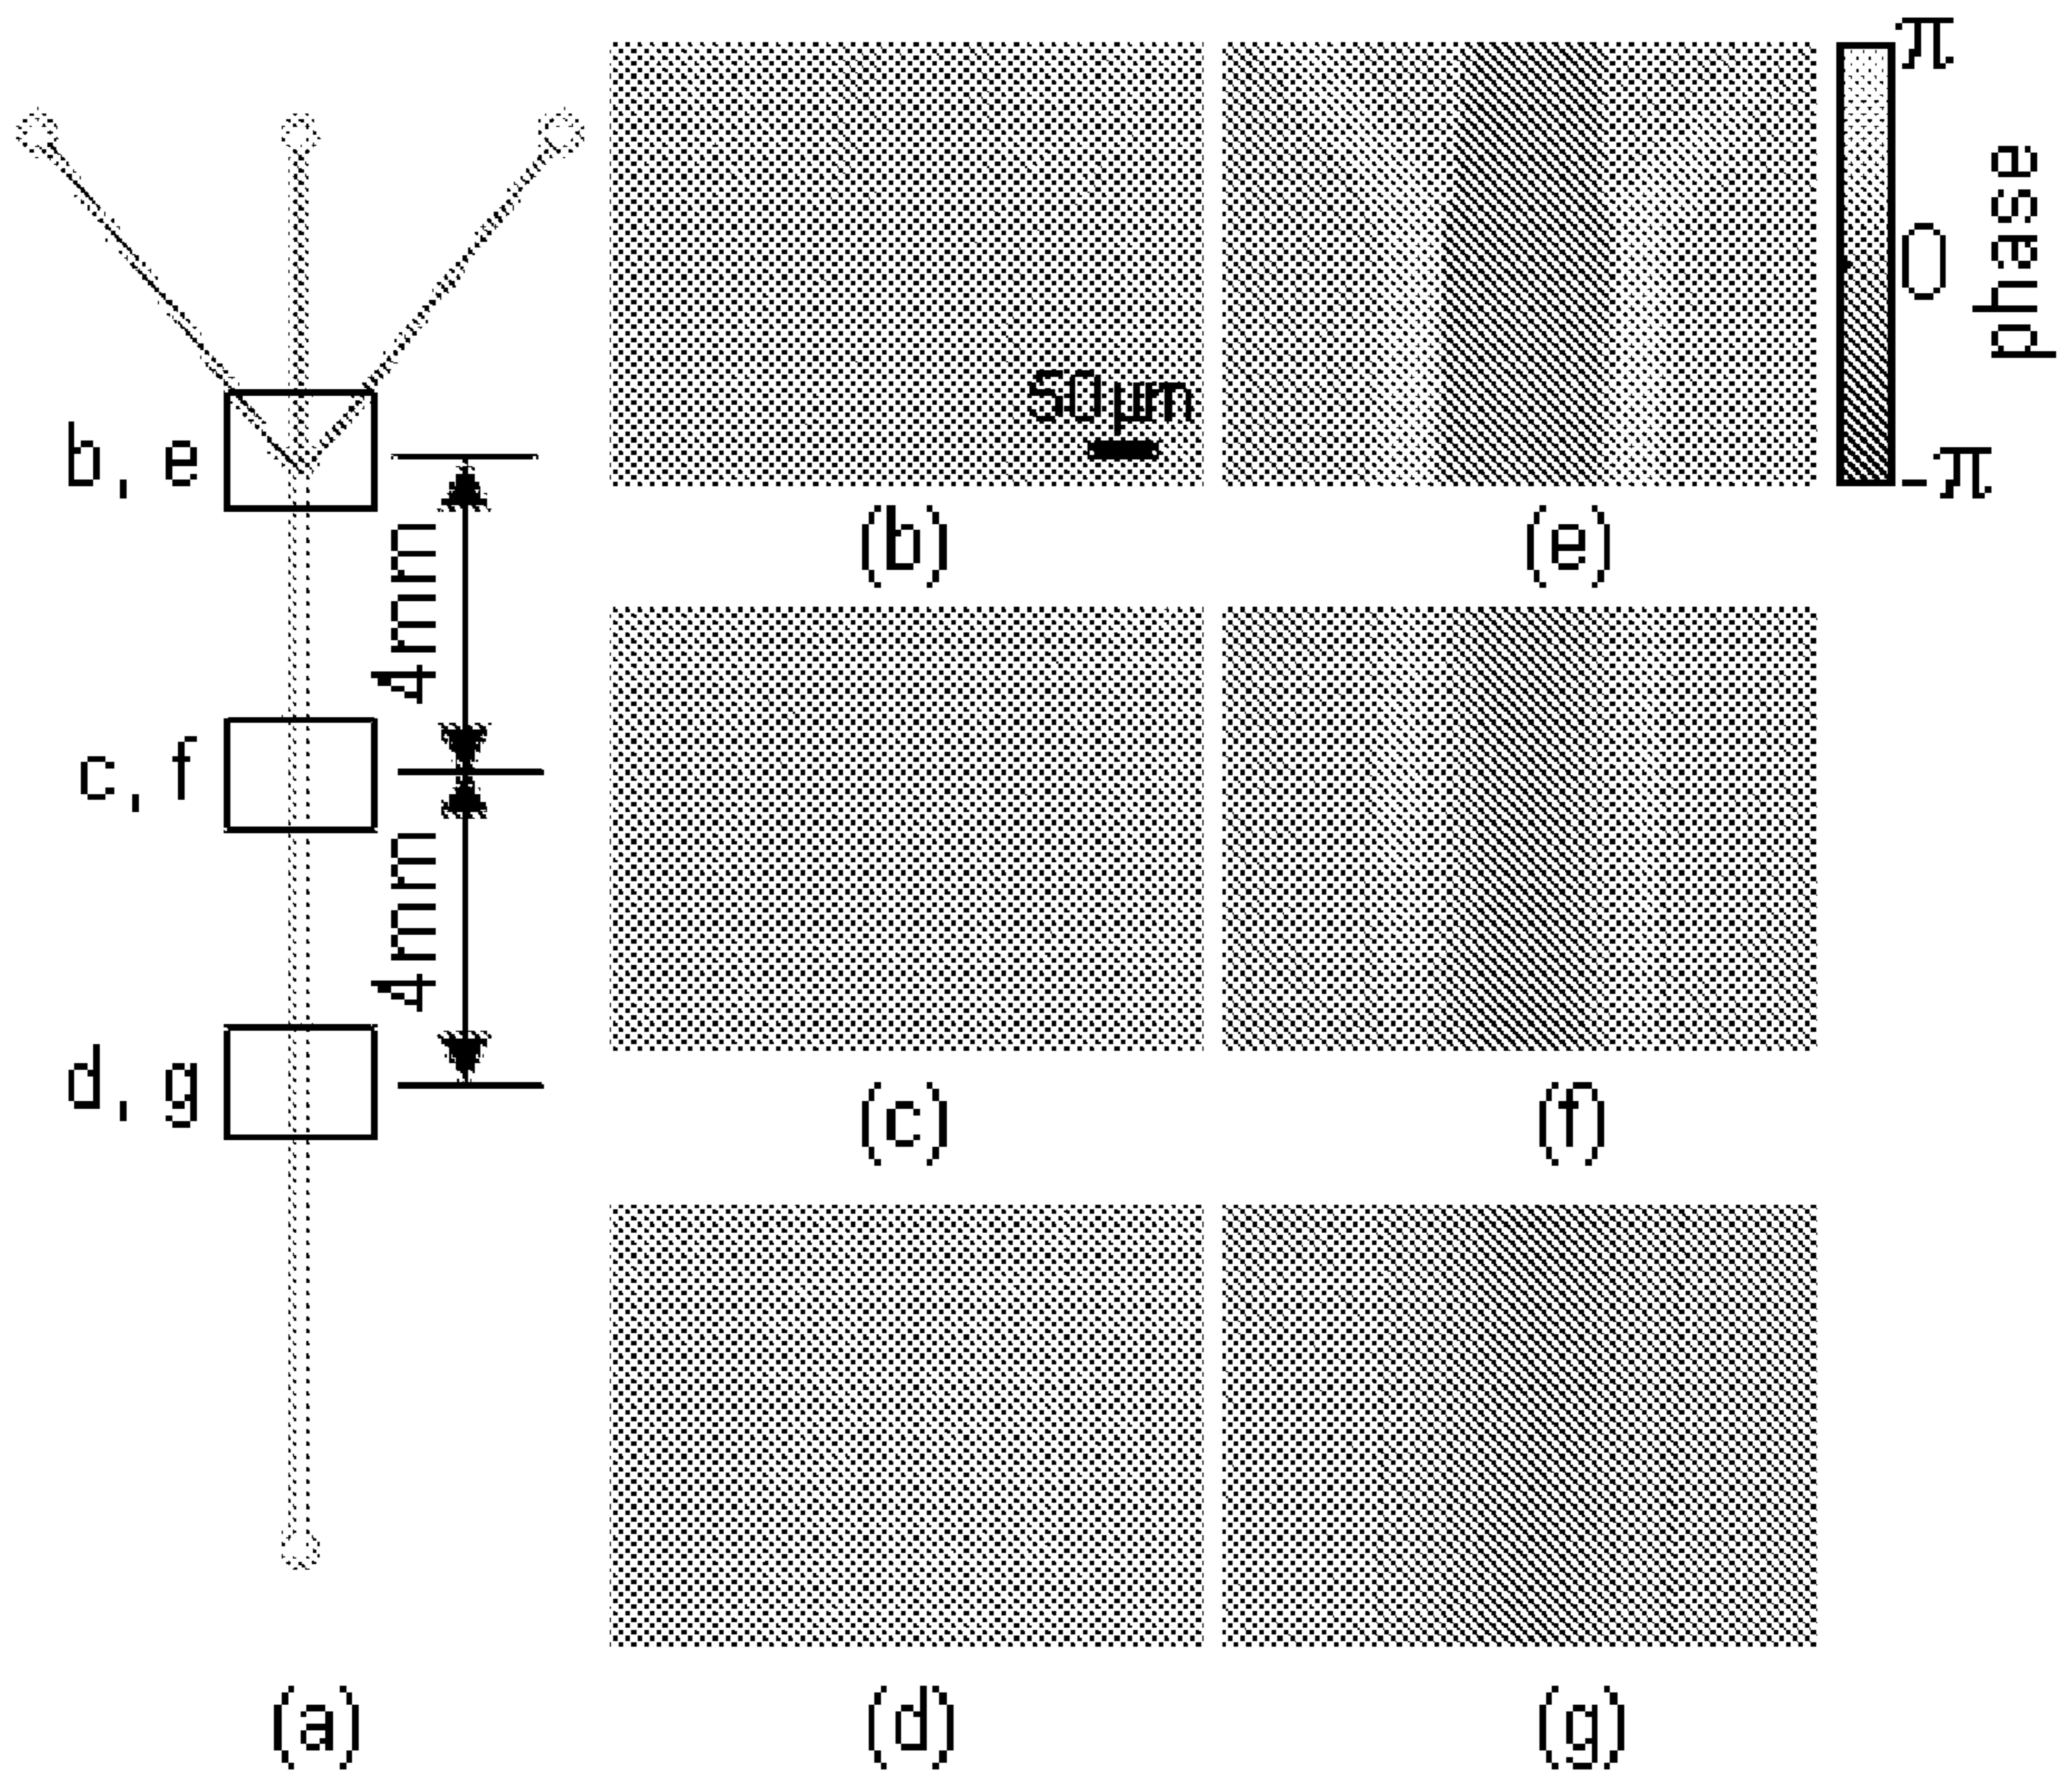 π
0
-π
phase
50μm
b, e
4mm
c, f
4mm
d, g
(a)
(b)
(e)
(c)
(f)
(d)
(g)